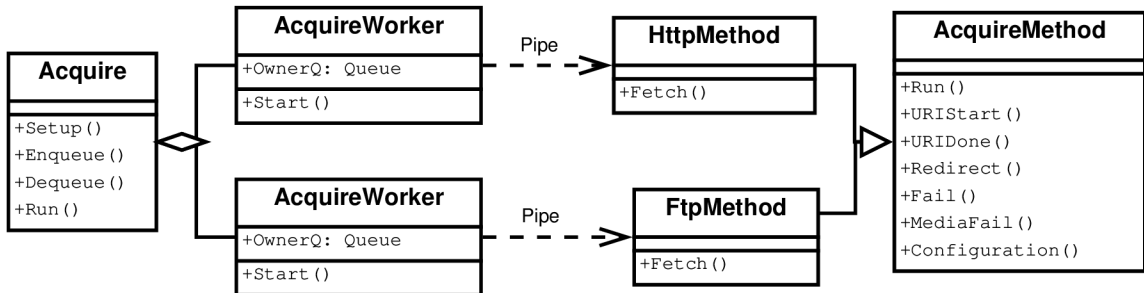 Acquire
+Setup()
+Enqueue()
+Dequeue()
+Run()
AcquireWorker
+OwnerQ: Queue
+Start()
Pipe
HttpMethod
+Fetch()
AcquireWorker
+OwnerQ: Queue
+Start()
Pipe
FtpMethod
+Fetch()
AcquireMethod
+Run()
+URIStart()
+URIDone()
+Redirect()
+Fail()
+MediaFail()
+Configuration()